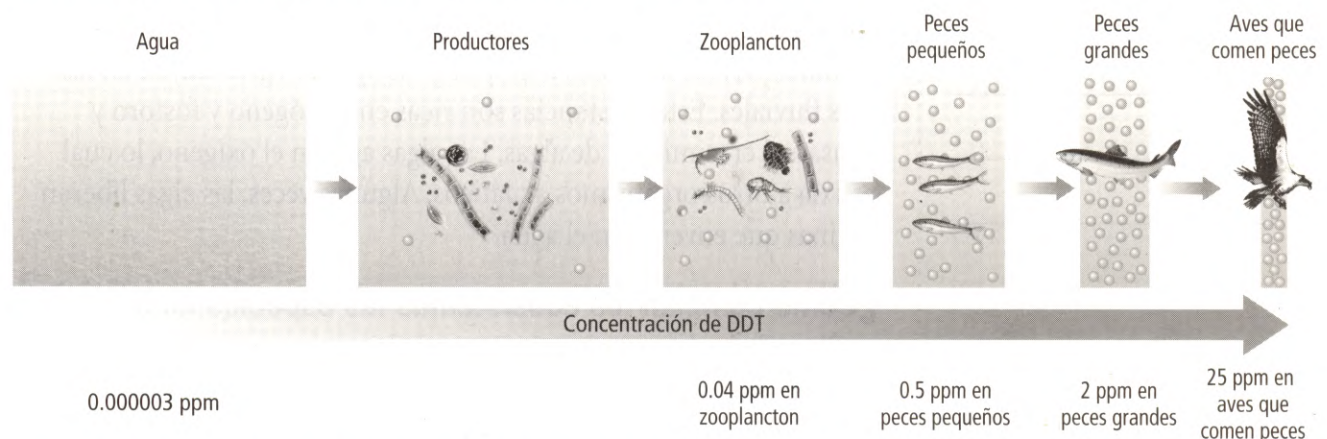 Agua
Productores
Zooplancton
Peces
pequeños
Peces
grandes
Aves que
comen peces
Concentración de DDT
0.000003 ppm
0.04 ppm en
zooplancton
0.5 ppm en
peces pequeños
2 ppm en
peces grandes
25 ppm en
aves que
comen peces